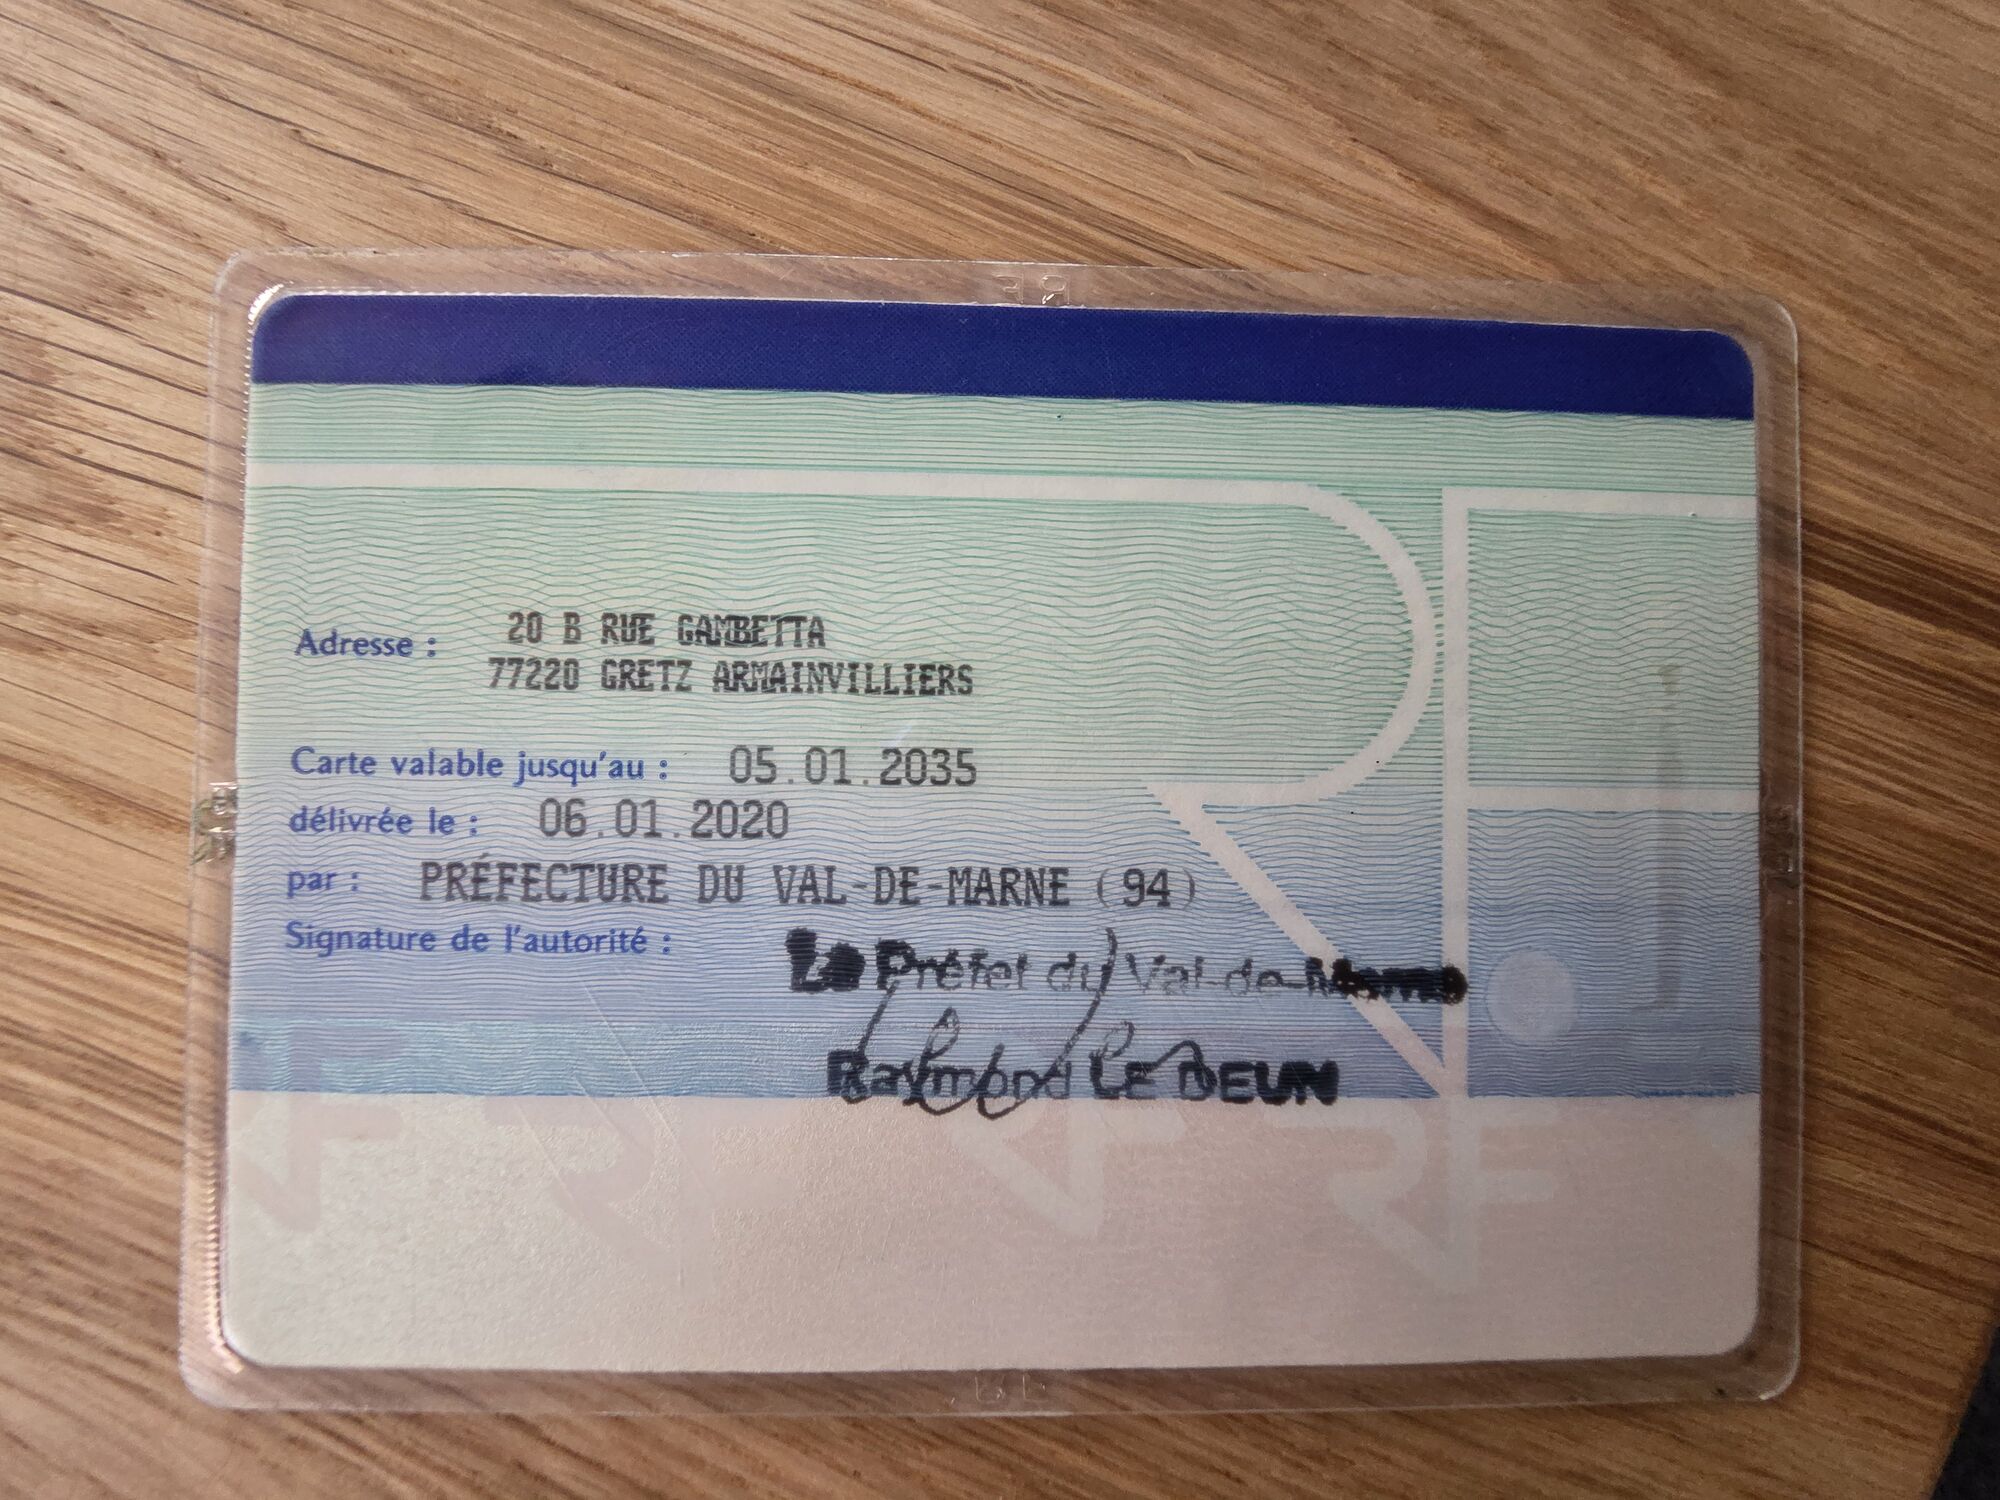 Adresse : 20 B RUE GAMBETTA
77220 GRETZ ARMAINVILLIERS
Carte valable jusqu'au : 05.01.2035
délivrée le : 06.01.2020
par : PRÉFECTURE DU VAL-DE-MARNE (94)
Signature de l'autorité :
Le Préfet du Val-de-Marne
Raymond LE DEUN
RF